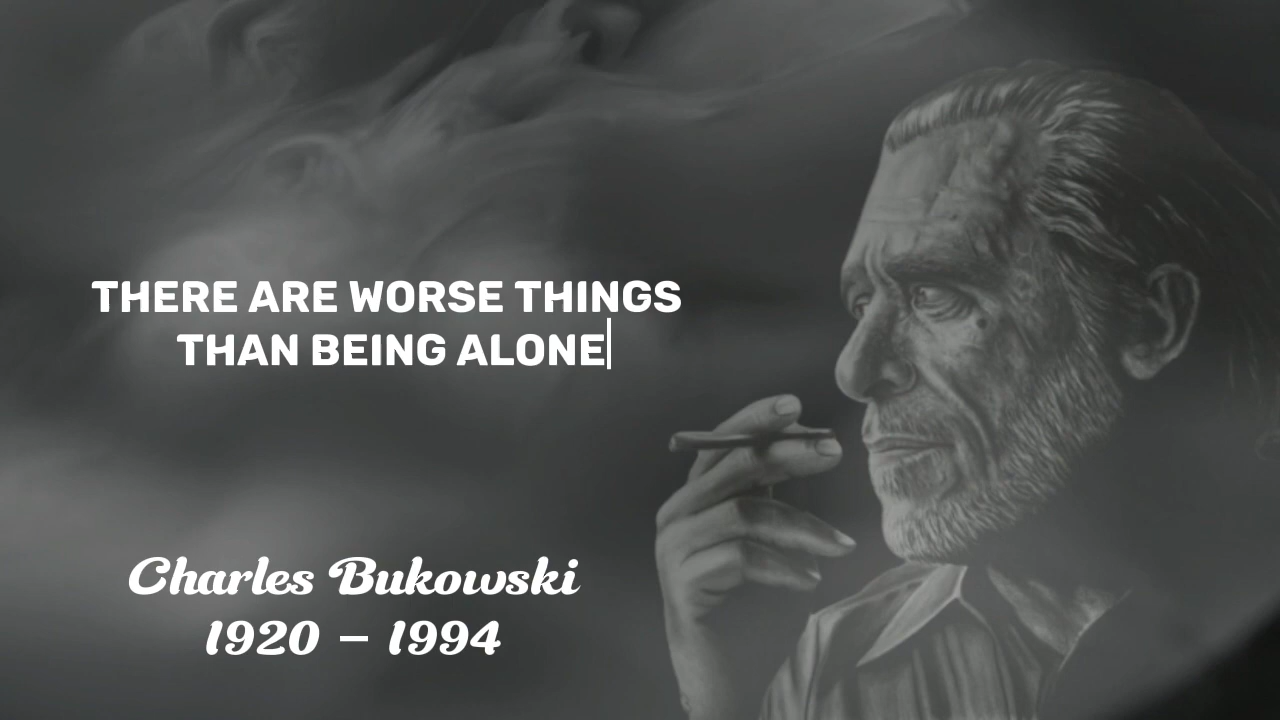 THERE ARE WORSE THINGS
THAN BEING ALONE
Charles Bukowski
1920 – 1994